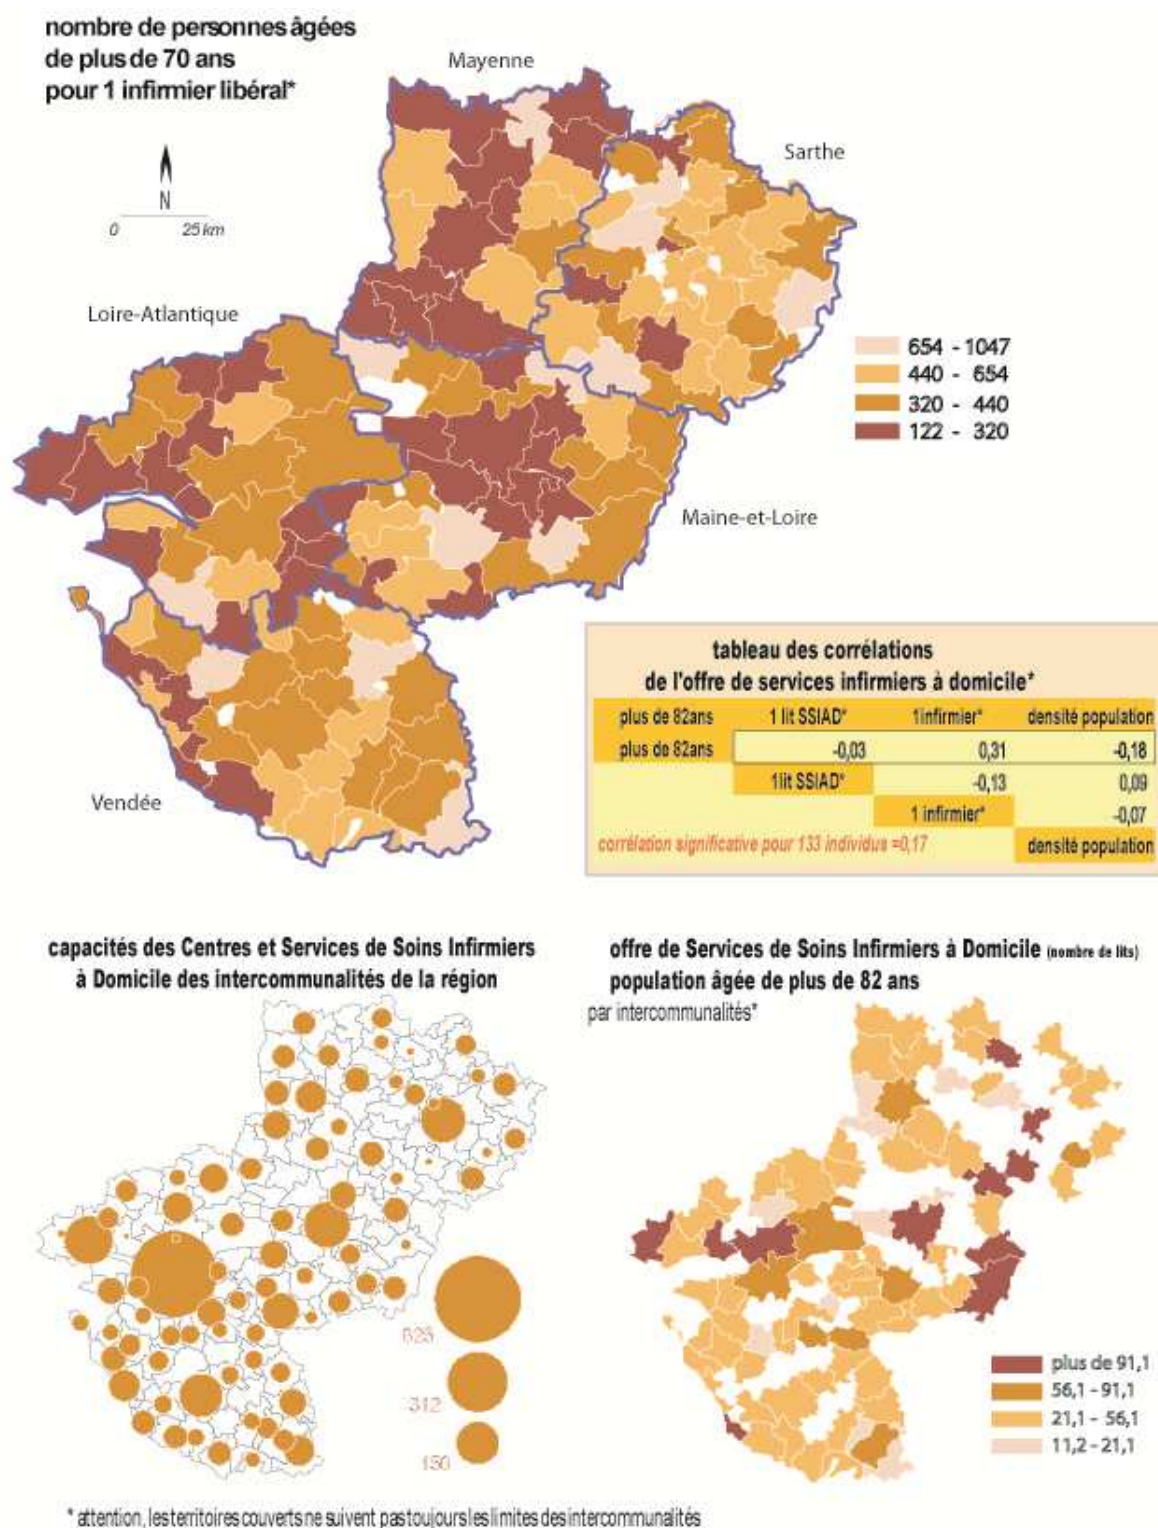 nombre de personnes âgées
de plus de 70 ans
pour 1 infirmier libéral*
Mayenne
Sarthe
N
0 25 km
Loire-Atlantique
654 - 1047
440 - 654
320 - 440
122 - 320
Maine-et-Loire
Vendée
tableau des corrélations
de l'offre de services infirmiers à domicile*
plus de 82ans 1 lit SSIAD* 1infirmier* densité population
plus de 82ans -0,03 0,31 -0,18
1lit SSIAD* -0,13 0,09
1 infirmier* -0,07
corrélation significative pour 133 individus =0,17 densité population
capacités des Centres et Services de Soins Infirmiers
à Domicile des intercommunalités de la région
offre de Services de Soins Infirmiers à Domicile (nombre de lits)
population âgée de plus de 82 ans
par intercommunalités*
312
plus de 91,1
56,1 - 91,1
21,1 - 56,1
11,2 - 21,1
* attention, les territoires couverts ne suivent pas toujours les limites des intercommunalités